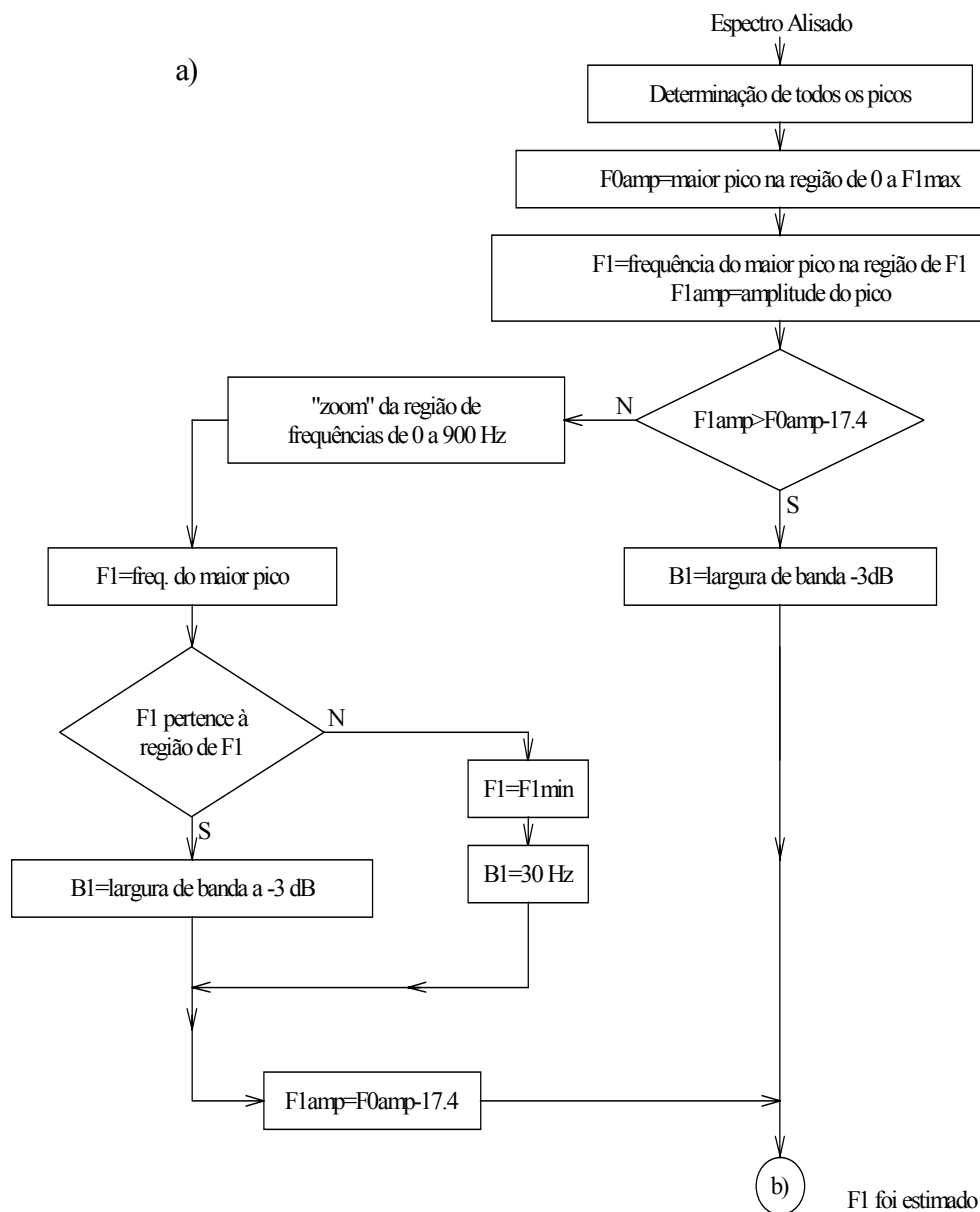 Espectro Alisado
a)
Determinação de todos os picos
F0amp=maior pico na região de 0 a F1max
F1=frequência do maior pico na região de F1
F1amp=amplitude do pico
"zoom" da região de
frequências de 0 a 900 Hz
N
F1amp>F0amp-17.4
S
F1=freq. do maior pico
B1=largura de banda -3dB
F1 pertence à
região de F1
N
F1=F1min
S
B1=largura de banda a -3 dB
B1=30 Hz
F1amp=F0amp-17.4
b)
F1 foi estimado